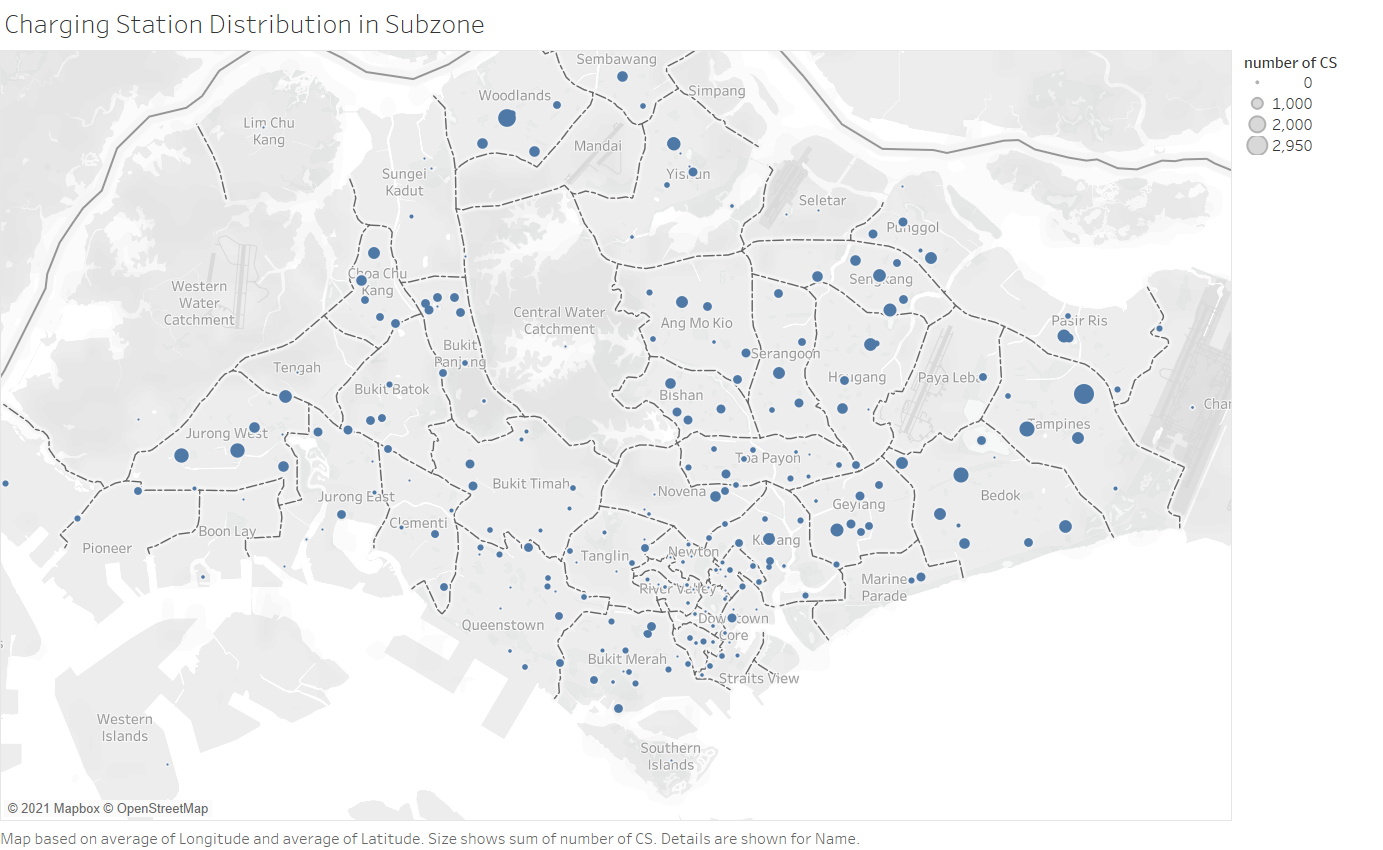 Charging Station Distribution in Subzone
number of CS
0
1,000
2,000
2,950
Sembawang
Simpang
Woodlands
Lim Chu
Kang
Mandai
Sungei
Kadut
Yishun
Seletar
Punggol
Choa Chu
Kang
Sengkang
Western
Water
Catchment
Central Water
Catchment
Ang Mo Kio
Pasir Ris
Bukit
Panjang
Serangoon
Tengah
Hougang
Paya Leba
Bukit Batok
Bishan
Tampines
Jurong West
Toa Payoh
Bukit Timah
Novena
Bedok
Jurong East
Geylang
Clementi
Boon Lay
Pioneer
Tanglin
Newton
Kallang
River Valley
Marine
Parade
Queenstown
Downtown
Core
Bukit Merah
Straits View
Western
Islands
Southern
Islands
© 2021 Mapbox © OpenStreetMap
Map based on average of Longitude and average of Latitude. Size shows sum of number of CS. Details are shown for Name.